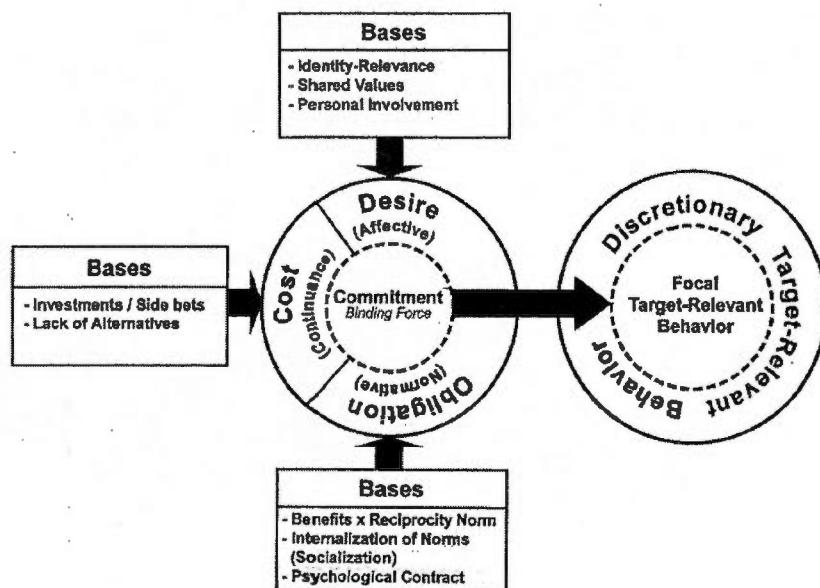 Bases
- Identity-Relevance
- Shared Values
- Personal Involvement
Bases
- Investments / Side bets
- Lack of Alternatives
Desire
(Affective)
Cost
(Continuance)
Commitment
Binding Force
Obligation
(Normative)
Discretionary Target-Relevant Behavior
Focal
Target-Relevant
Behavior
Bases
- Benefits x Reciprocity Norm
- Internalization of Norms
(Socialization)
- Psychological Contract